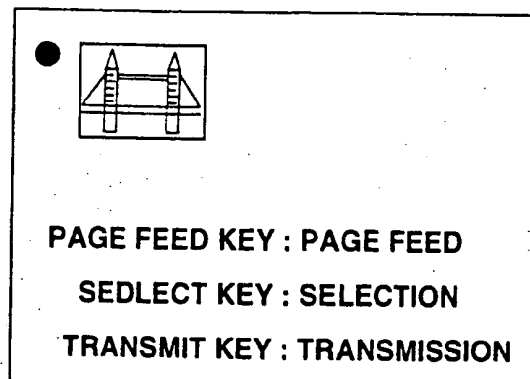 PAGE FEED KEY : PAGE FEED
SEDLECT KEY : SELECTION
TRANSMIT KEY : TRANSMISSION